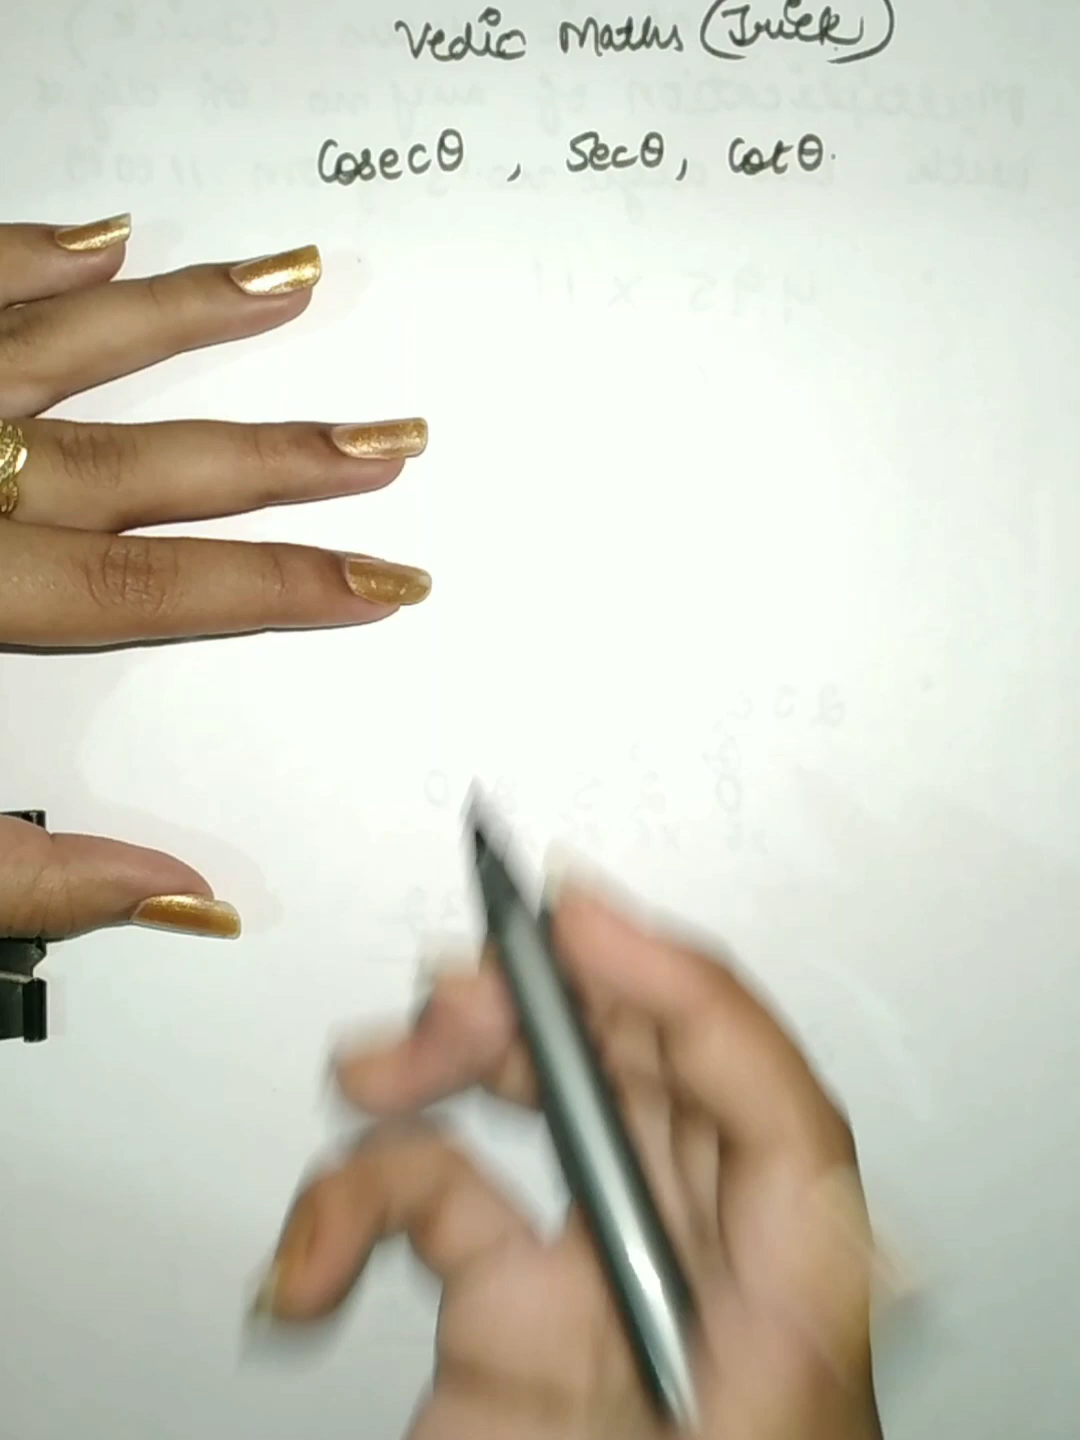 Vedic Maths (Trick)
Cosecθ , Secθ, Cotθ.